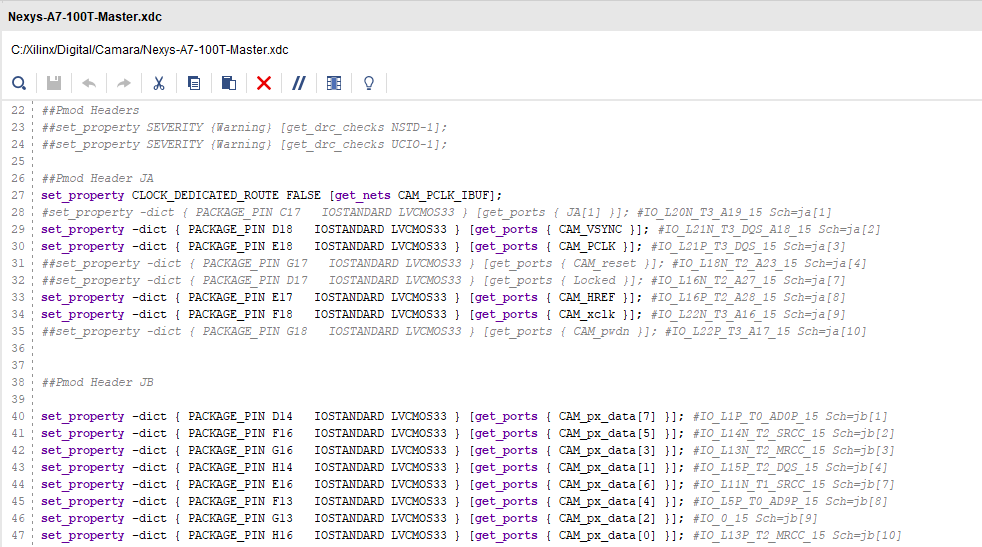 Nexys-A7-100T-Master.xdc
C:/Xilinx/Digital/Camara/Nexys-A7-100T-Master.xdc
22 ##Pmod Headers
23 ##set_property SEVERITY {Warning} [get_drc_checks NSTD-1];
24 ##set_property SEVERITY {Warning} [get_drc_checks UCIO-1];
25
26 ##Pmod Header JA
27 set_property CLOCK_DEDICATED_ROUTE FALSE [get_nets CAM_PCLK_IBUF];
28 #set_property -dict { PACKAGE_PIN C17   IOSTANDARD LVCMOS33 } [get_ports { JA[1] }]; #IO_L20N_T3_A19_15 Sch=ja[1]
29 set_property -dict { PACKAGE_PIN D18   IOSTANDARD LVCMOS33 } [get_ports { CAM_VSYNC }]; #IO_L21N_T3_DQS_A18_15 Sch=ja[2]
30 set_property -dict { PACKAGE_PIN E18   IOSTANDARD LVCMOS33 } [get_ports { CAM_PCLK }]; #IO_L21P_T3_DQS_15 Sch=ja[3]
31 ##set_property -dict { PACKAGE_PIN G17   IOSTANDARD LVCMOS33 } [get_ports { CAM_reset }]; #IO_L18N_T2_A23_15 Sch=ja[4]
32 ##set_property -dict { PACKAGE_PIN D17   IOSTANDARD LVCMOS33 } [get_ports { Locked }]; #IO_L16N_T2_A27_15 Sch=ja[7]
33 set_property -dict { PACKAGE_PIN E17   IOSTANDARD LVCMOS33 } [get_ports { CAM_HREF }]; #IO_L16P_T2_A28_15 Sch=ja[8]
34 set_property -dict { PACKAGE_PIN F18   IOSTANDARD LVCMOS33 } [get_ports { CAM_xclk }]; #IO_L22N_T3_A16_15 Sch=ja[9]
35 ##set_property -dict { PACKAGE_PIN G18   IOSTANDARD LVCMOS33 } [get_ports { CAM_pwdn }]; #IO_L22P_T3_A17_15 Sch=ja[10]
36
37
38 ##Pmod Header JB
39
40 set_property -dict { PACKAGE_PIN D14   IOSTANDARD LVCMOS33 } [get_ports { CAM_px_data[7] }]; #IO_L1P_T0_AD0P_15 Sch=jb[1]
41 set_property -dict { PACKAGE_PIN F16   IOSTANDARD LVCMOS33 } [get_ports { CAM_px_data[5] }]; #IO_L14N_T2_SRCC_15 Sch=jb[2]
42 set_property -dict { PACKAGE_PIN G16   IOSTANDARD LVCMOS33 } [get_ports { CAM_px_data[3] }]; #IO_L13N_T2_MRCC_15 Sch=jb[3]
43 set_property -dict { PACKAGE_PIN H14   IOSTANDARD LVCMOS33 } [get_ports { CAM_px_data[1] }]; #IO_L15P_T2_DQS_15 Sch=jb[4]
44 set_property -dict { PACKAGE_PIN E16   IOSTANDARD LVCMOS33 } [get_ports { CAM_px_data[6] }]; #IO_L11N_T1_SRCC_15 Sch=jb[7]
45 set_property -dict { PACKAGE_PIN F13   IOSTANDARD LVCMOS33 } [get_ports { CAM_px_data[4] }]; #IO_L5P_T0_AD9P_15 Sch=jb[8]
46 set_property -dict { PACKAGE_PIN G13   IOSTANDARD LVCMOS33 } [get_ports { CAM_px_data[2] }]; #IO_0_15 Sch=jb[9]
47 set_property -dict { PACKAGE_PIN H16   IOSTANDARD LVCMOS33 } [get_ports { CAM_px_data[0] }]; #IO_L13P_T2_MRCC_15 Sch=jb[10]